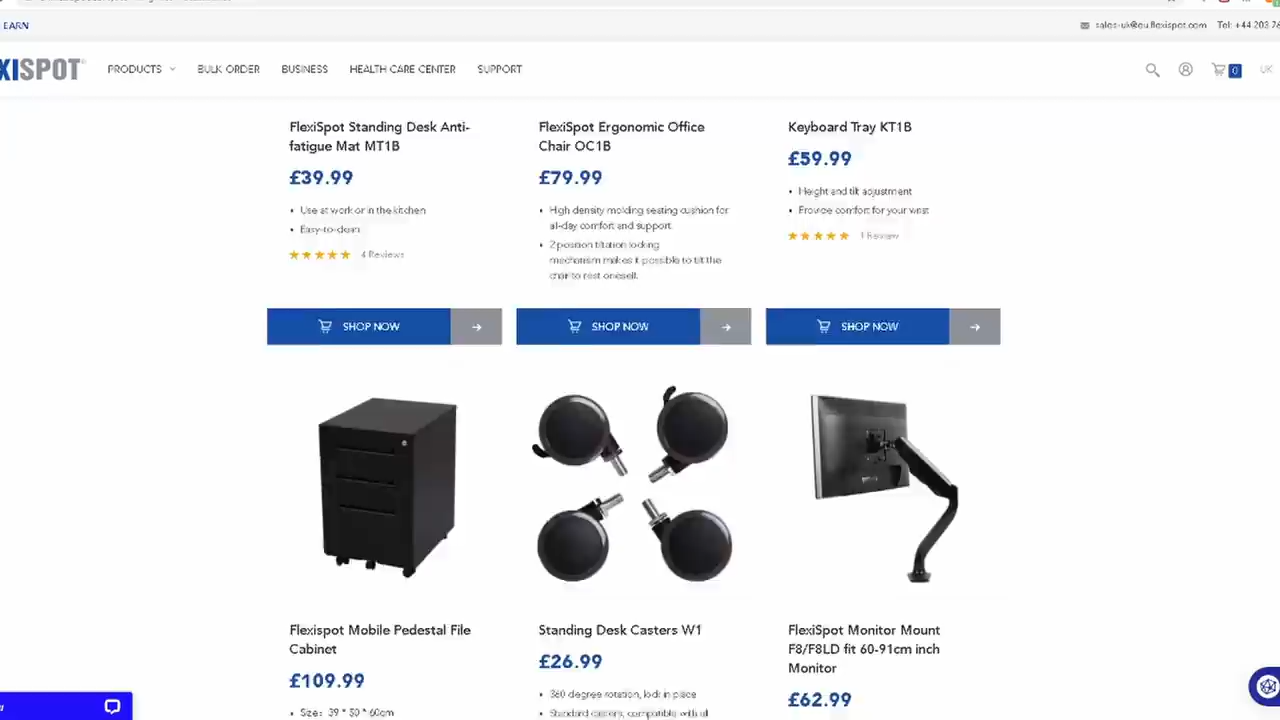 EARN
sales-uk@eu.flexispot.com Tel: +44 203 76
XISPOT
PRODUCTS BULK ORDER BUSINESS HEALTH CARE CENTER SUPPORT
0 UK
FlexiSpot Standing Desk Anti-
fatigue Mat MT1B
£39.99
• Use at work or in the kitchen
• Easy-to-clean
4 Reviews
FlexiSpot Ergonomic Office
Chair OC1B
£79.99
• High density molding seating cushion for
all-day comfort and support
• 2 position tiltation locking
mechanism makes it possible to tilt the
chair to rest oneself.
Keyboard Tray KT1B
£59.99
• Height and tilt adjustment
• Provide comfort for your wrist
1 Review
SHOP NOW
SHOP NOW
SHOP NOW
Flexispot Mobile Pedestal File
Cabinet
£109.99
• Size: 39 * 50 * 60cm
Standing Desk Casters W1
£26.99
• 360 degree rotation, lock in place
• Standard casters, compatible with all
FlexiSpot Monitor Mount
F8/F8LD fit 60-91cm inch
Monitor
£62.99